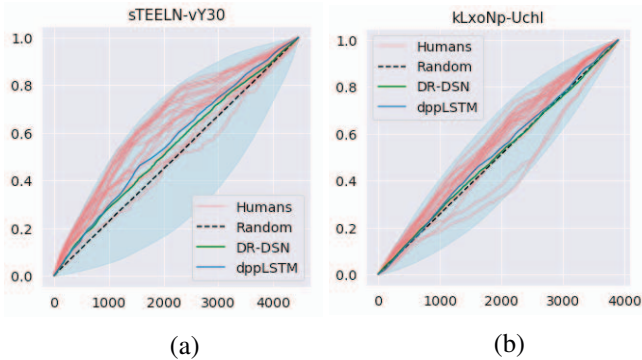 sTEELN-vY30
1.0
0.8
0.6
0.4
0.2
0.0
Humans
Random
DR-DSN
dppLSTM
0 1000 2000 3000 4000
(a)
kLxoNp-UchI
1.0
0.8
0.6
0.4
0.2
0.0
Humans
Random
DR-DSN
dppLSTM
0 1000 2000 3000 4000
(b)